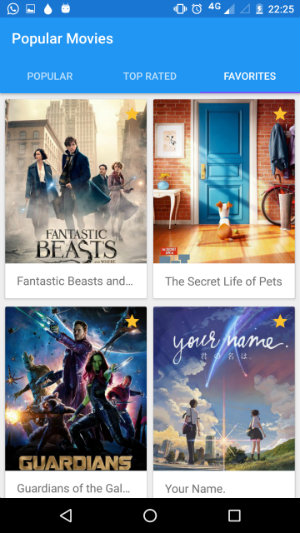 4G 22:25
Popular Movies
POPULAR TOP RATED FAVORITES
FANTASTIC
BEASTS
Fantastic Beasts and...
The Secret Life of Pets
GUARDIANS
your name.
君の名は。
Guardians of the Gal...
Your Name.